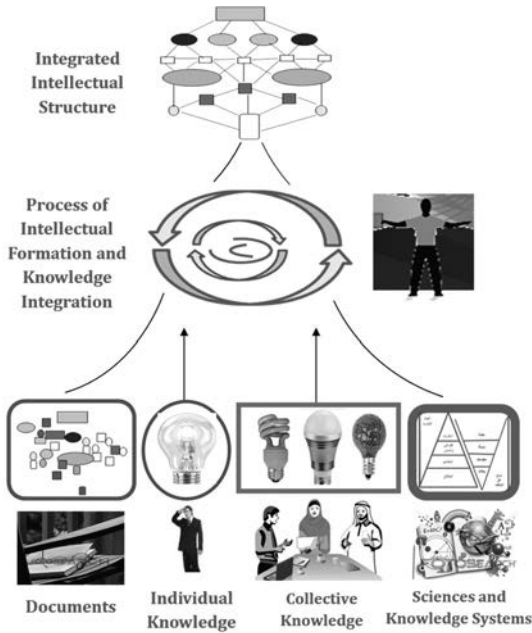 Integrated
Intellectual
Structure
Process of
Intellectual
Formation and
Knowledge
Integration
Documents
Individual
Knowledge
Collective
Knowledge
Sciences and
Knowledge Systems